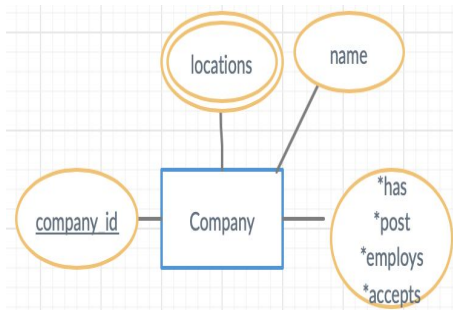 locations
name
company_id
Company
*has
*post
*employs
*accepts